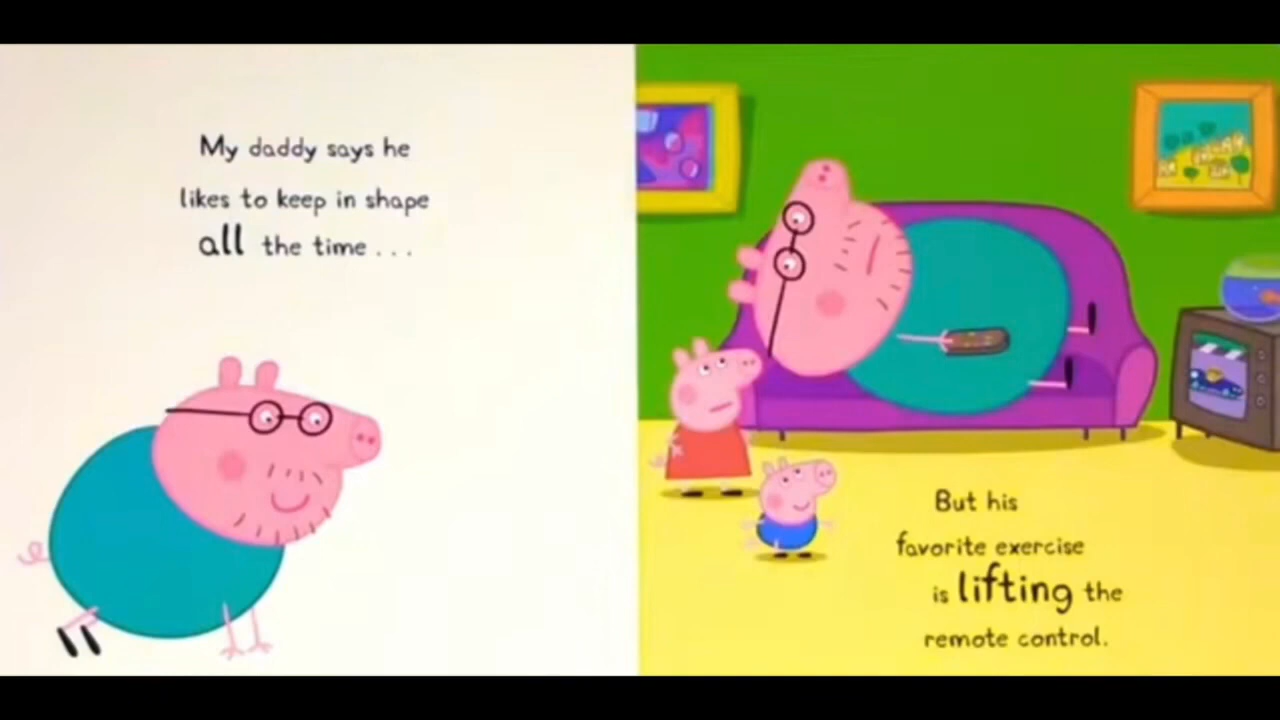 My daddy says he
likes to keep in shape
all the time . . .
But his
favorite exercise
is lifting the
remote control.